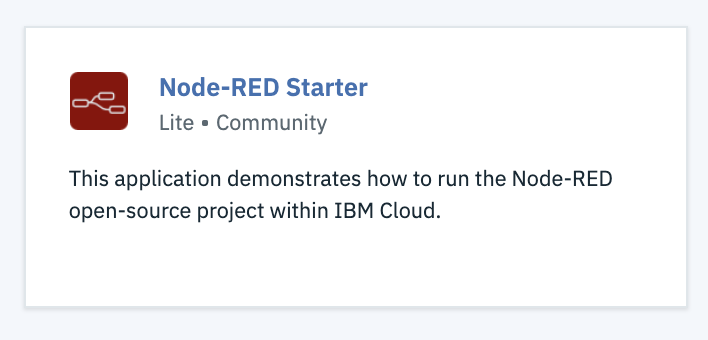 Node-RED Starter
Lite • Community
This application demonstrates how to run the Node-RED
open-source project within IBM Cloud.